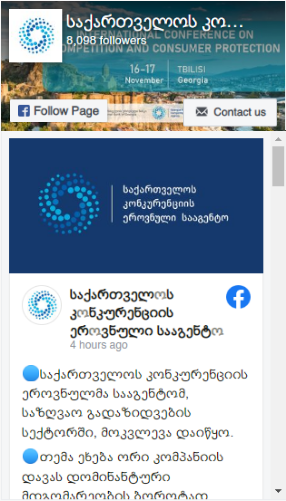 საქართველოს კო...
8,098 followers
INTERNATIONAL CONFERENCE ON
COMPETITION AND CONSUMER PROTECTION
16-17 TBILISI
November Georgia
Follow Page
Contact us
საქართველოს
კონკურენციის
ეროვნული სააგენტო
საქართველოს
კონკურენციის
ეროვნული სააგენტო
4 hours ago
🔵საქართველოს კონკურენციის
ეროვნულმა სააგენტომ,
საზღვაო გადაზიდვების
სექტორში, მოკვლევა დაიწყო.
🔵თემა ეხება ორი კომპანიის
დავას დომინანტური
მდგომარეობის ბოროტად